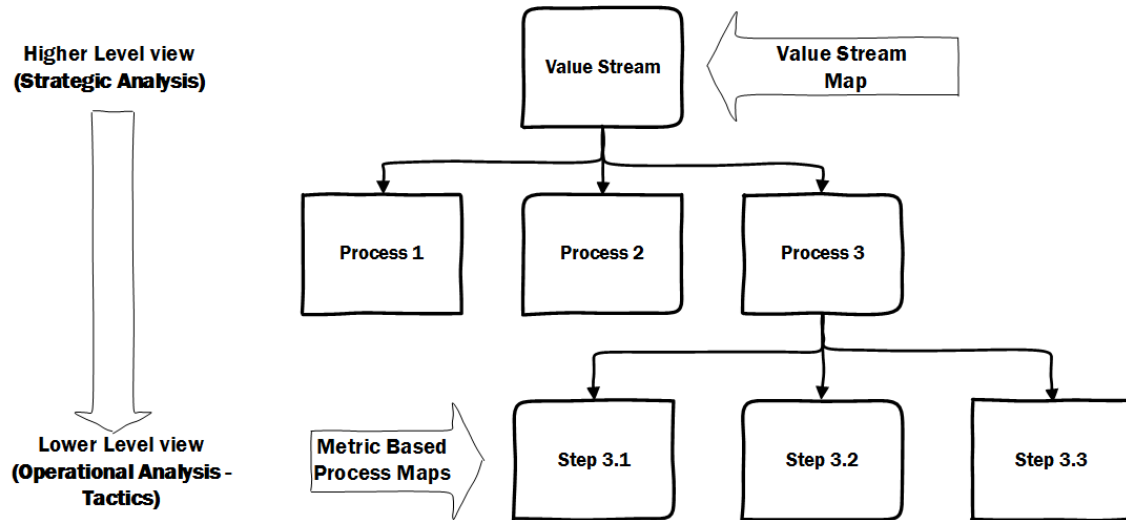 Higher Level view
(Strategic Analysis)
Value Stream
Value Stream
Map
Process 1
Process 2
Process 3
Lower Level view
(Operational Analysis -
Tactics)
Metric Based
Process Maps
Step 3.1
Step 3.2
Step 3.3